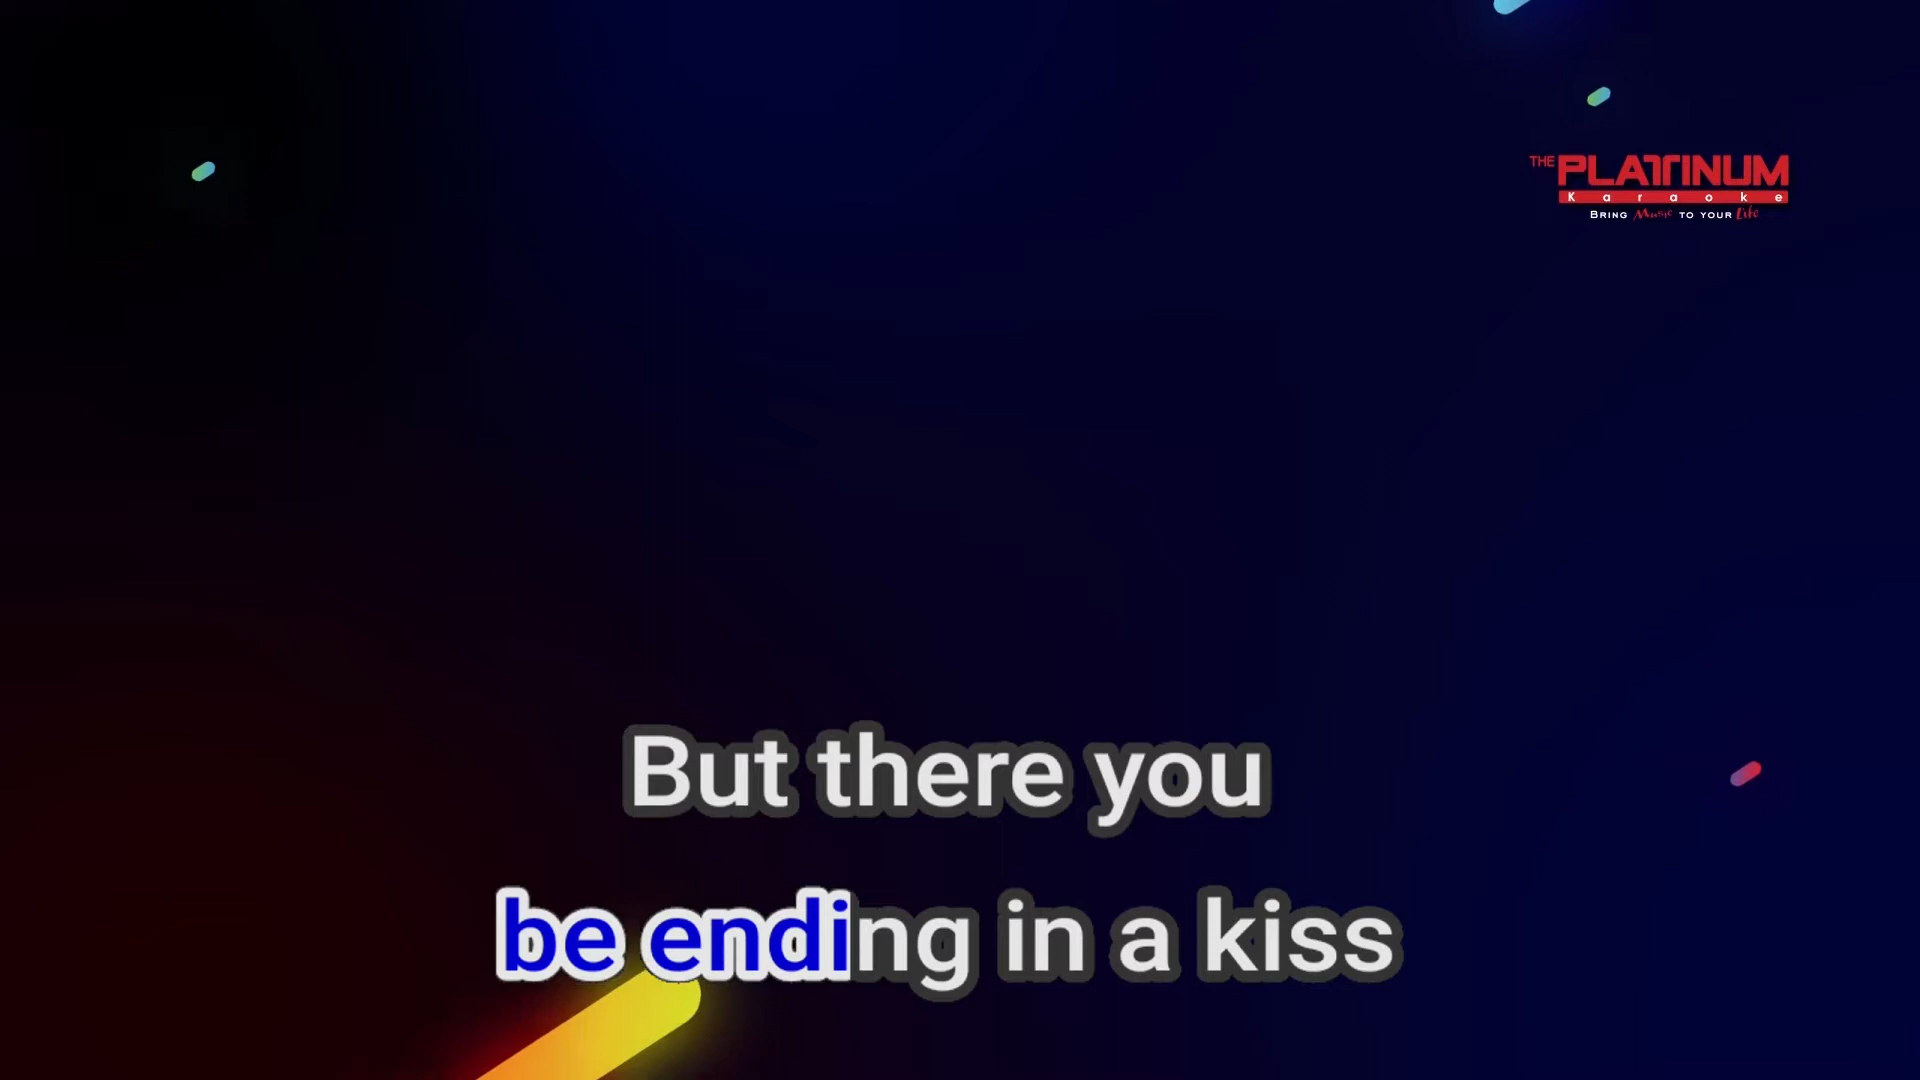 THE PLATINUM
Karaoke
BRING Music TO YOUR Life
But there you
be ending in a kiss